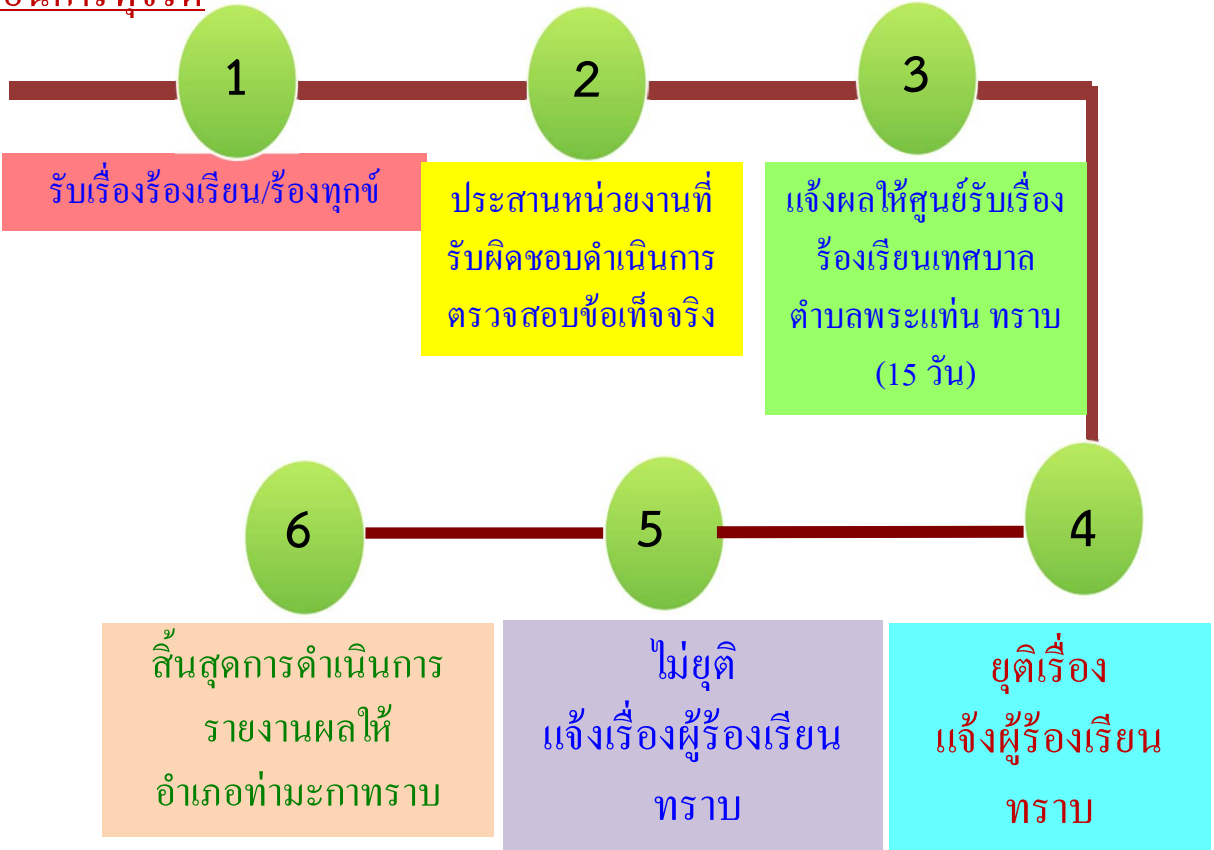 1
2
3
รับเรื่องร้องเรียน/ร้องทุกข์
ประสานหน่วยงานที่
รับผิดชอบดำเนินการ
ตรวจสอบข้อเท็จจริง
แจ้งผลให้ศูนย์รับเรื่อง
ร้องเรียนเทศบาล
ตำบลพระแท่น ทราบ
(15 วัน)
4
ยุติเรื่อง
แจ้งผู้ร้องเรียน
ทราบ
5
ไม่ยุติ
แจ้งเรื่องผู้ร้องเรียน
ทราบ
6
สิ้นสุดการดำเนินการ
รายงานผลให้
อำเภอท่ามะกาทราบ